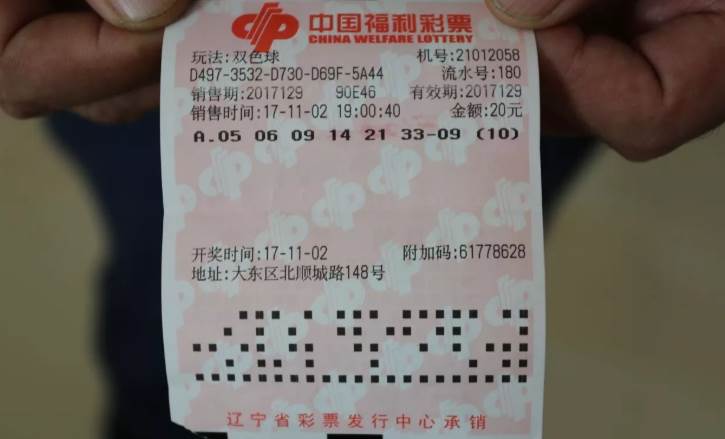 中国福利彩票
CHINA WELFARE LOTTERY
玩法:双色球 机号:21012058
D497-3532-D730-D69F-5A44 流水号:180
销售期:2017129 90E46 有效期:2017129
销售时间:17-11-02 19:00:40 金额:20元
A.05 06 09 14 21 33-09 (10)
开奖时间:17-11-02 附加码:61778628
地址:大东区北顺城路148号
辽宁省彩票发行中心承销